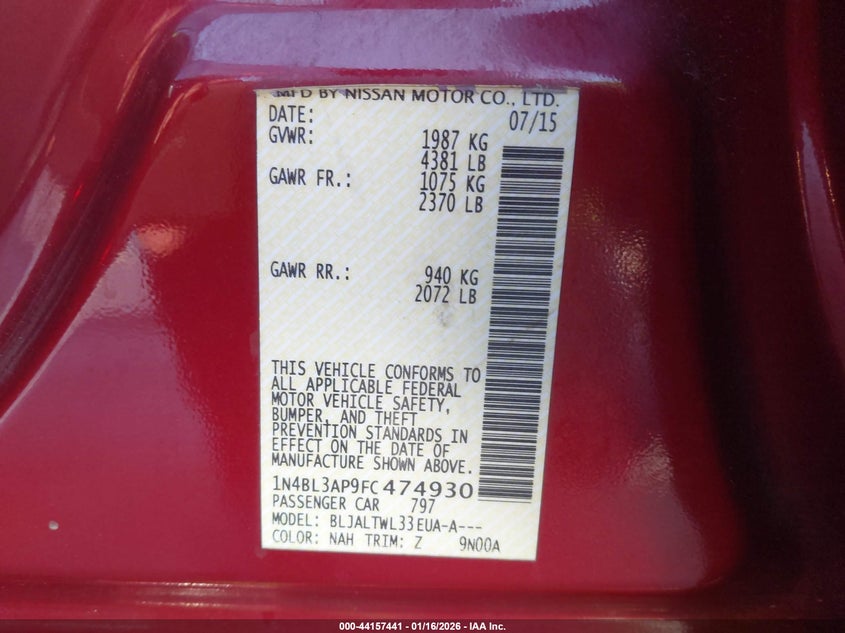 MFD BY NISSAN MOTOR CO., LTD.
DATE: 07/15
GVWR: 1987 KG
4381 LB
GAWR FR.: 1075 KG
2370 LB
GAWR RR.: 940 KG
2072 LB
THIS VEHICLE CONFORMS TO
ALL APPLICABLE FEDERAL
MOTOR VEHICLE SAFETY,
BUMPER, AND THEFT
PREVENTION STANDARDS IN
EFFECT ON THE DATE OF
MANUFACTURE SHOWN ABOVE.
1N4BL3AP9FC474930
PASSENGER CAR 797
MODEL: BLJALTWL33EUA-A---
COLOR: NAH TRIM: Z 9N00A
000-44157441 - 01/16/2026 - IAA Inc.